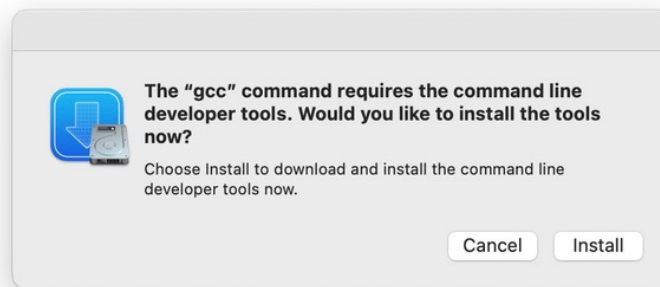 The “gcc” command requires the command line
developer tools. Would you like to install the tools
now?
Choose Install to download and install the command line
developer tools now.
Cancel Install